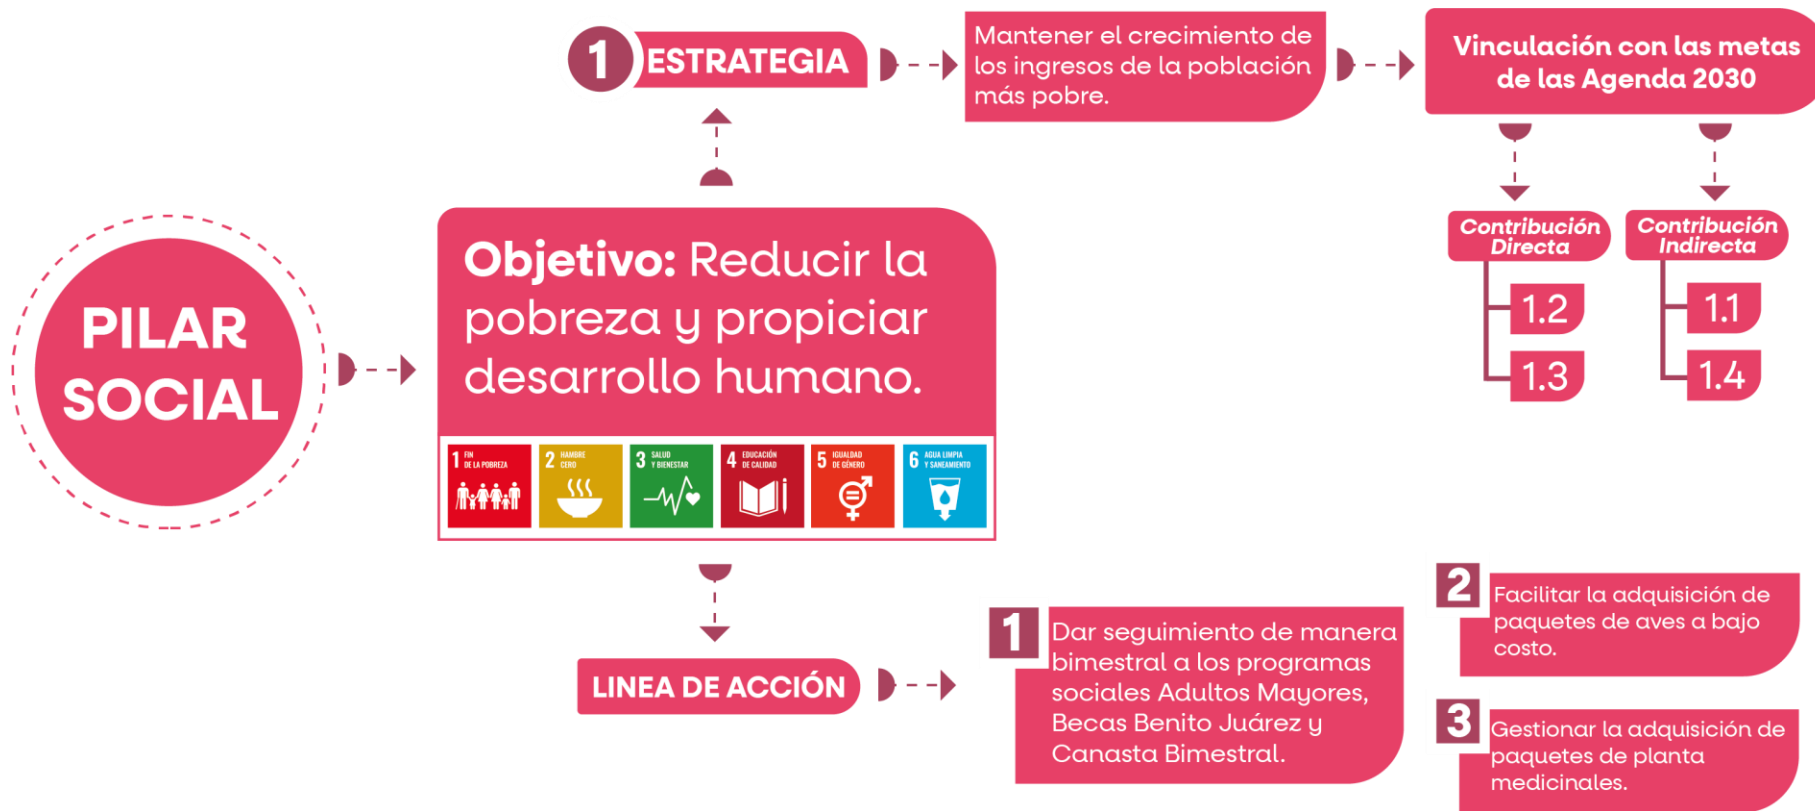 PILAR
SOCIAL
1 ESTRATEGIA
Mantener el crecimiento de
los ingresos de la población
más pobre.
Vinculación con las metas
de las Agenda 2030
Contribución
Directa
1.2
1.3
Contribución
Indirecta
1.1
1.4
Objetivo: Reducir la
pobreza y propiciar
desarrollo humano.
1 FIN
DE LA POBREZA
2 HAMBRE
CERO
3 SALUD
Y BIENESTAR
4 EDUCACIÓN
DE CALIDAD
5 IGUALDAD
DE GÉNERO
6 AGUA LIMPIA
Y SANEAMIENTO
LINEA DE ACCIÓN
1
Dar seguimiento de manera
bimestral a los programas
sociales Adultos Mayores,
Becas Benito Juárez y
Canasta Bimestral.
2
Facilitar la adquisición de
paquetes de aves a bajo
costo.
3
Gestionar la adquisición de
paquetes de planta
medicinales.